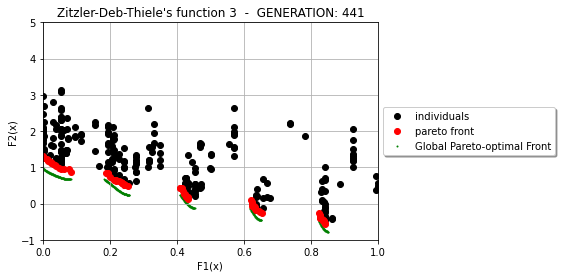 Zitzler-Deb-Thiele's function 3 - GENERATION: 441
5
4
3
2
1
0
−1
F2(x)
0.0 0.2 0.4 0.6 0.8 1.0
F1(x)
individuals
pareto front
Global Pareto-optimal Front